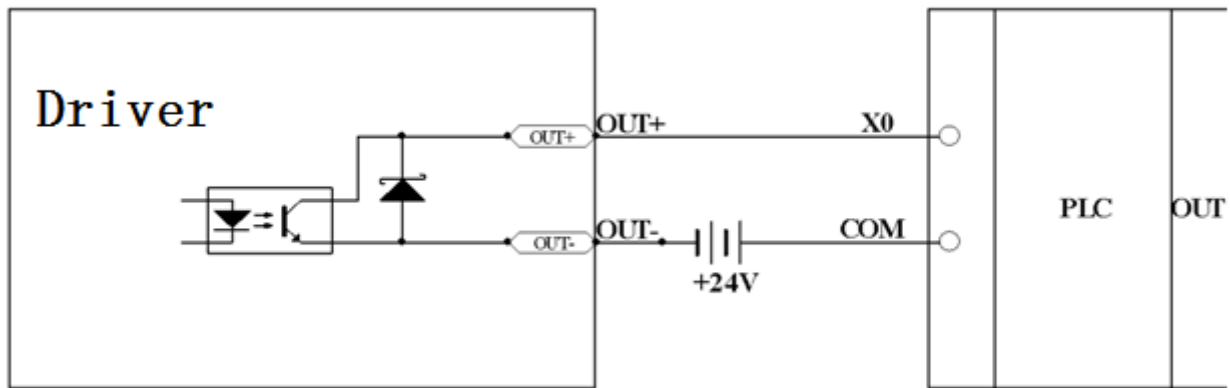 Driver
OUT+ OUT+ X0
PLC OUT
OUT- OUT- COM
+24V